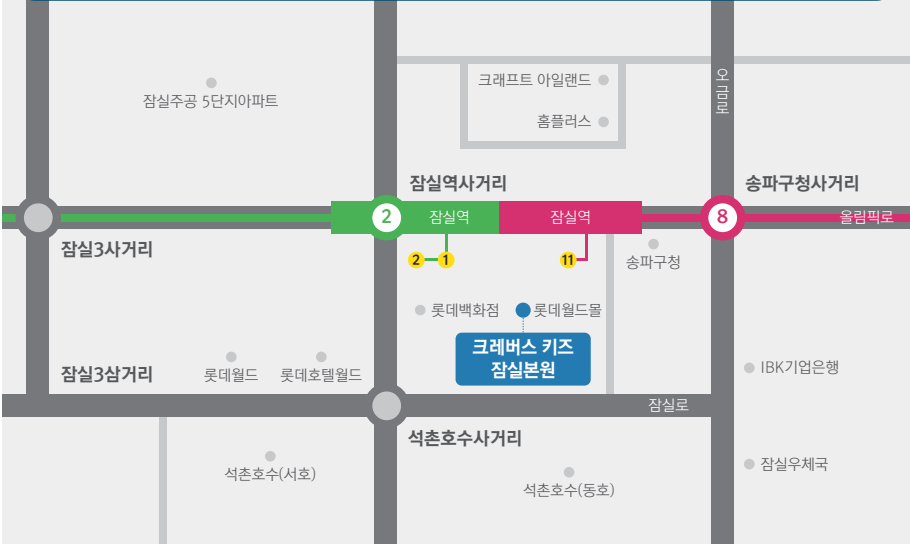 오금로
크래프트 아일랜드
잠실주공 5단지아파트
홈플러스
잠실역사거리
송파구청사거리
2
잠실역
잠실역
8
올림픽로
잠실3사거리
2
1
11
송파구청
롯데백화점
롯데월드몰
크레버스 키즈
잠실본원
잠실3삼거리
롯데월드
롯데호텔월드
IBK기업은행
잠실로
석촌호수사거리
석촌호수(서호)
석촌호수(동호)
잠실우체국